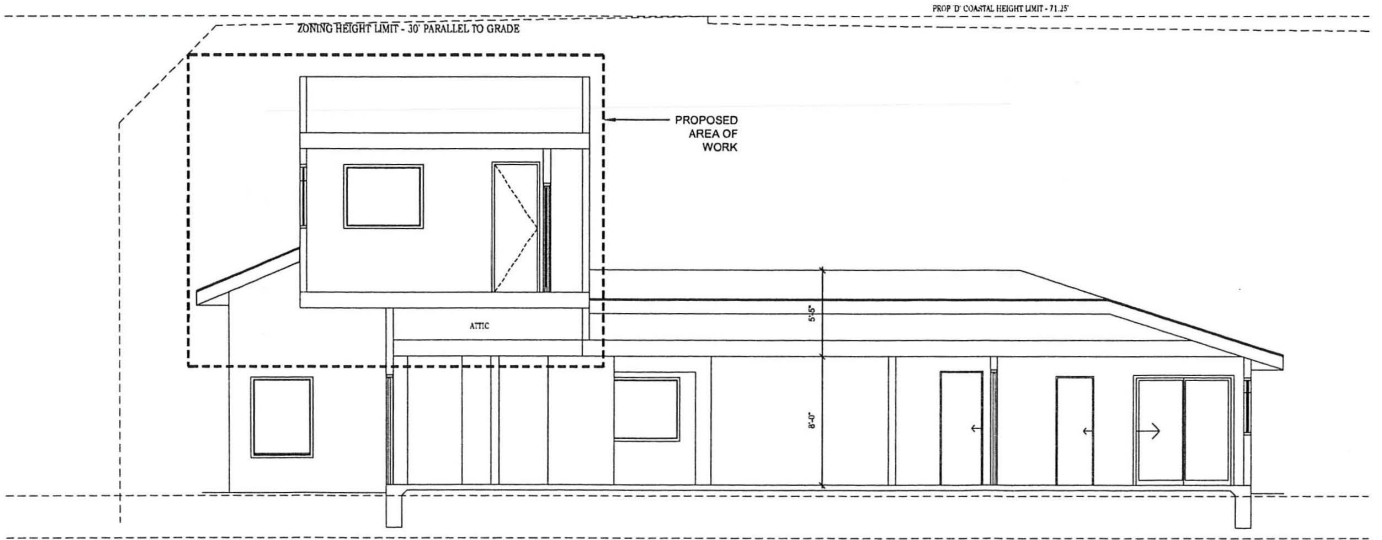 PROP 'D' COASTAL HEIGHT LIMIT - 71.25'
ZONING HEIGHT LIMIT - 30' PARALLEL TO GRADE
PROPOSED
AREA OF
WORK
5'-5"
ATTIC
8'-0"